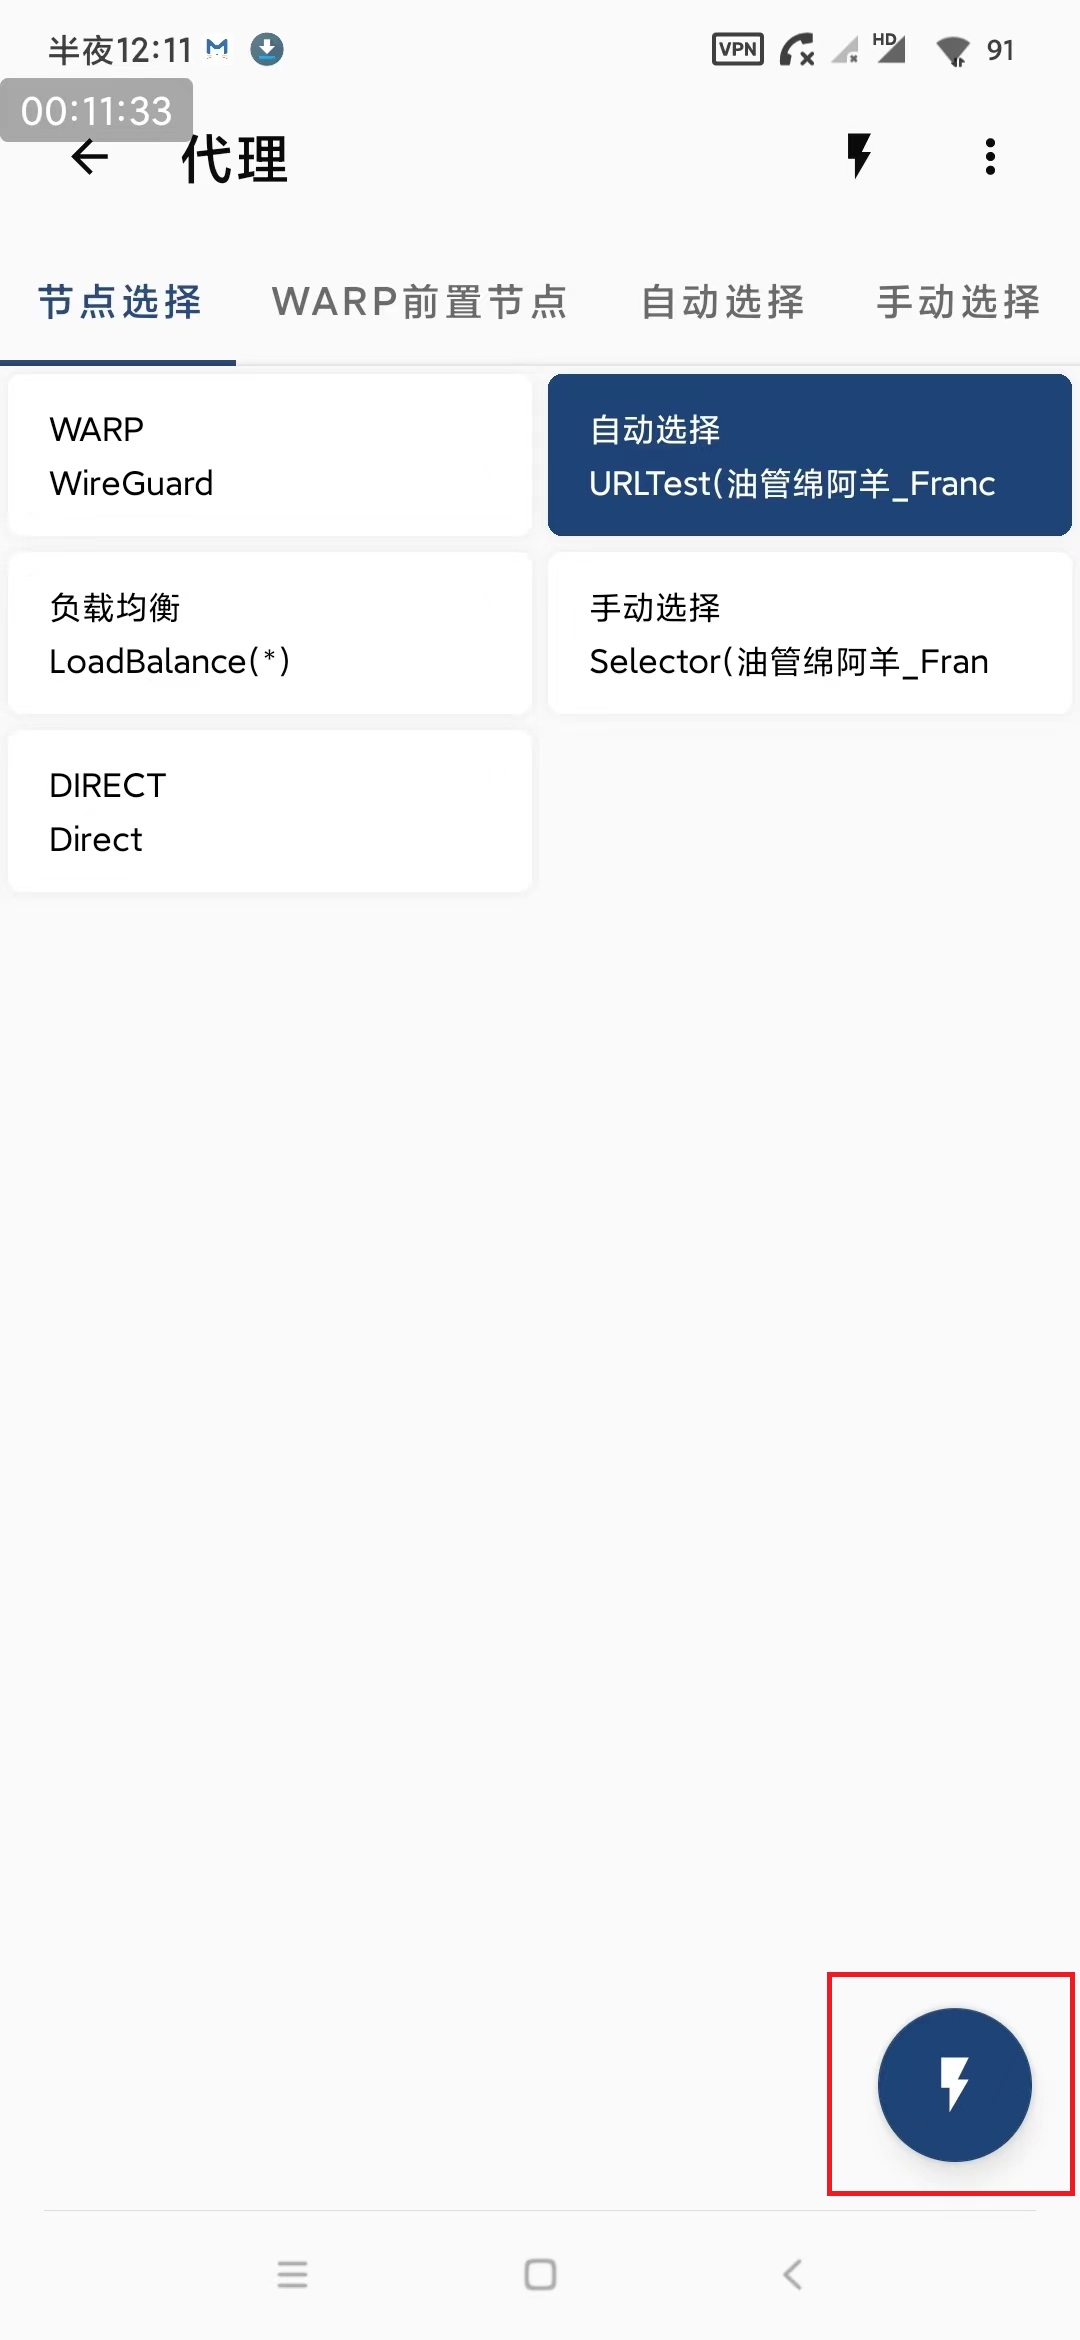 半夜12:11
VPN
HD
91
00:11:33
代理
节点选择
WARP前置节点
自动选择
手动选择
WARP
WireGuard
自动选择
URLTest(油管绵阿羊_Franc
负载均衡
LoadBalance(*)
手动选择
Selector(油管绵阿羊_Fran
DIRECT
Direct